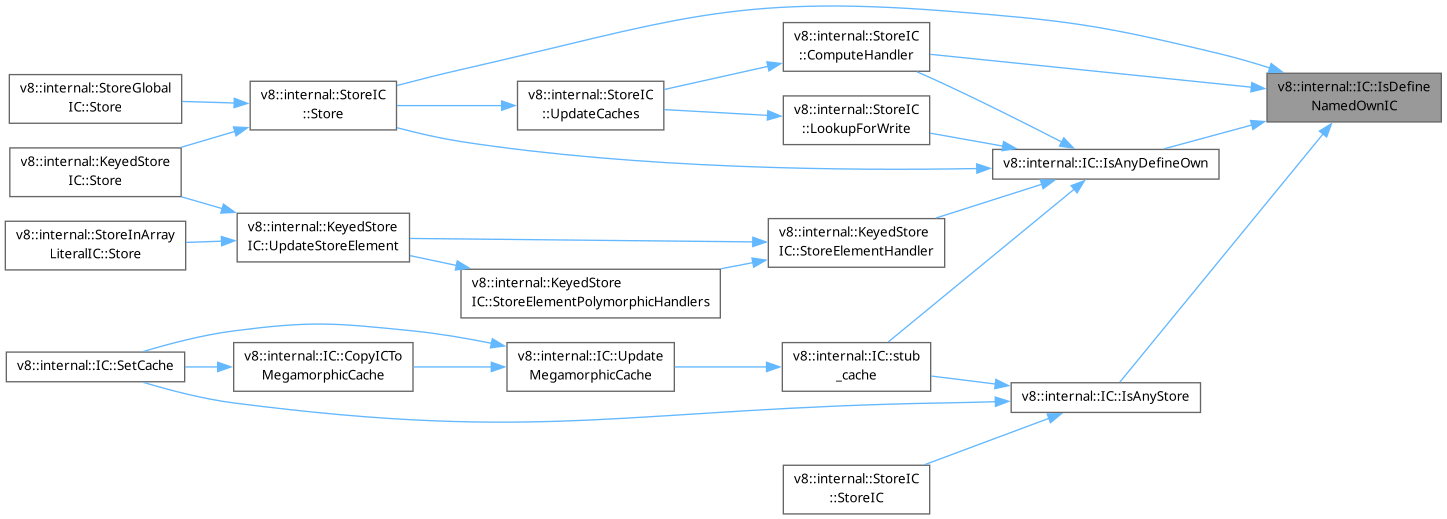 v8::internal::StoreIC
::ComputeHandler
v8::internal::IC::IsDefine
NamedOwnIC
v8::internal::StoreGlobal
IC::Store
v8::internal::StoreIC
::Store
v8::internal::StoreIC
::UpdateCaches
v8::internal::StoreIC
::LookupForWrite
v8::internal::KeyedStore
IC::Store
v8::internal::IC::IsAnyDefineOwn
v8::internal::StoreInArray
LiteralIC::Store
v8::internal::KeyedStore
IC::UpdateStoreElement
v8::internal::KeyedStore
IC::StoreElementHandler
v8::internal::KeyedStore
IC::StoreElementPolymorphicHandlers
v8::internal::IC::SetCache
v8::internal::IC::CopyICTo
MegamorphicCache
v8::internal::IC::Update
MegamorphicCache
v8::internal::IC::stub
_cache
v8::internal::IC::IsAnyStore
v8::internal::StoreIC
::StoreIC